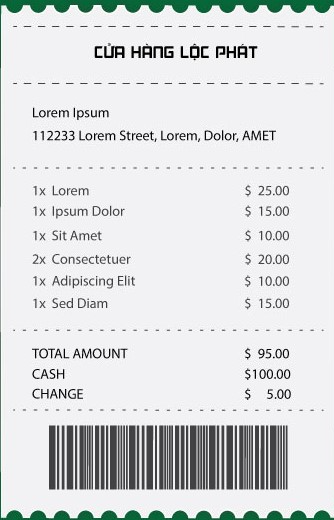 CỬA HÀNG LỘC PHÁT
Lorem Ipsum
112233 Lorem Street, Lorem, Dolor, AMET
1x Lorem $ 25.00
1x Ipsum Dolor $ 15.00
1x Sit Amet $ 10.00
2x Consectetuer $ 20.00
1x Adipiscing Elit $ 10.00
1x Sed Diam $ 15.00
TOTAL AMOUNT $ 95.00
CASH $100.00
CHANGE $ 5.00